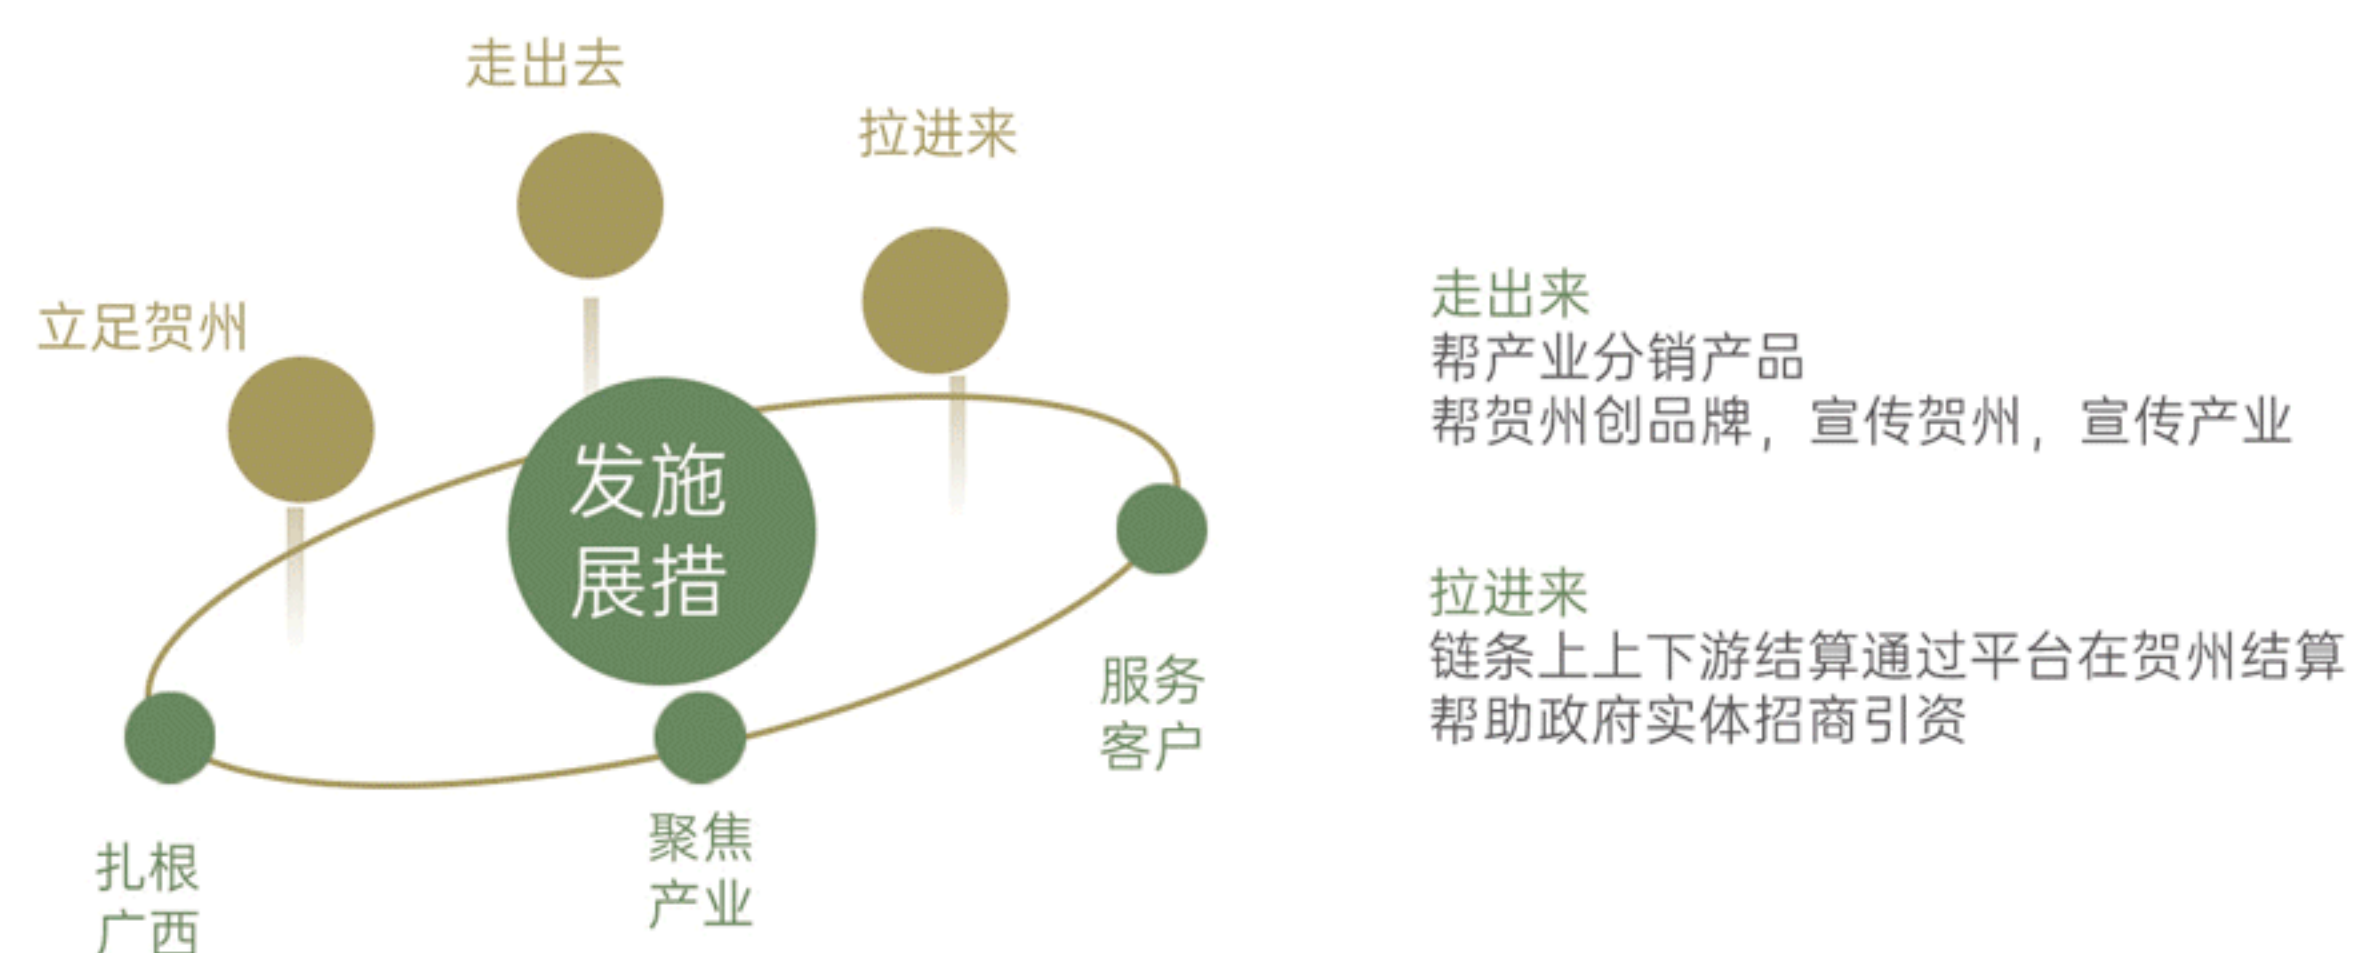 走出去
拉进来
立足贺州
发施
展措
服务
客户
聚焦
产业
扎根
广西
走出来
帮产业分销产品
帮贺州创品牌，宣传贺州，宣传产业
拉进来
链条上上下游结算通过平台在贺州结算
帮助政府实体招商引资